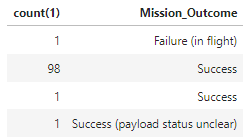 count(1) Mission_Outcome
1 Failure (in flight)
98 Success
1 Success
1 Success (payload status unclear)